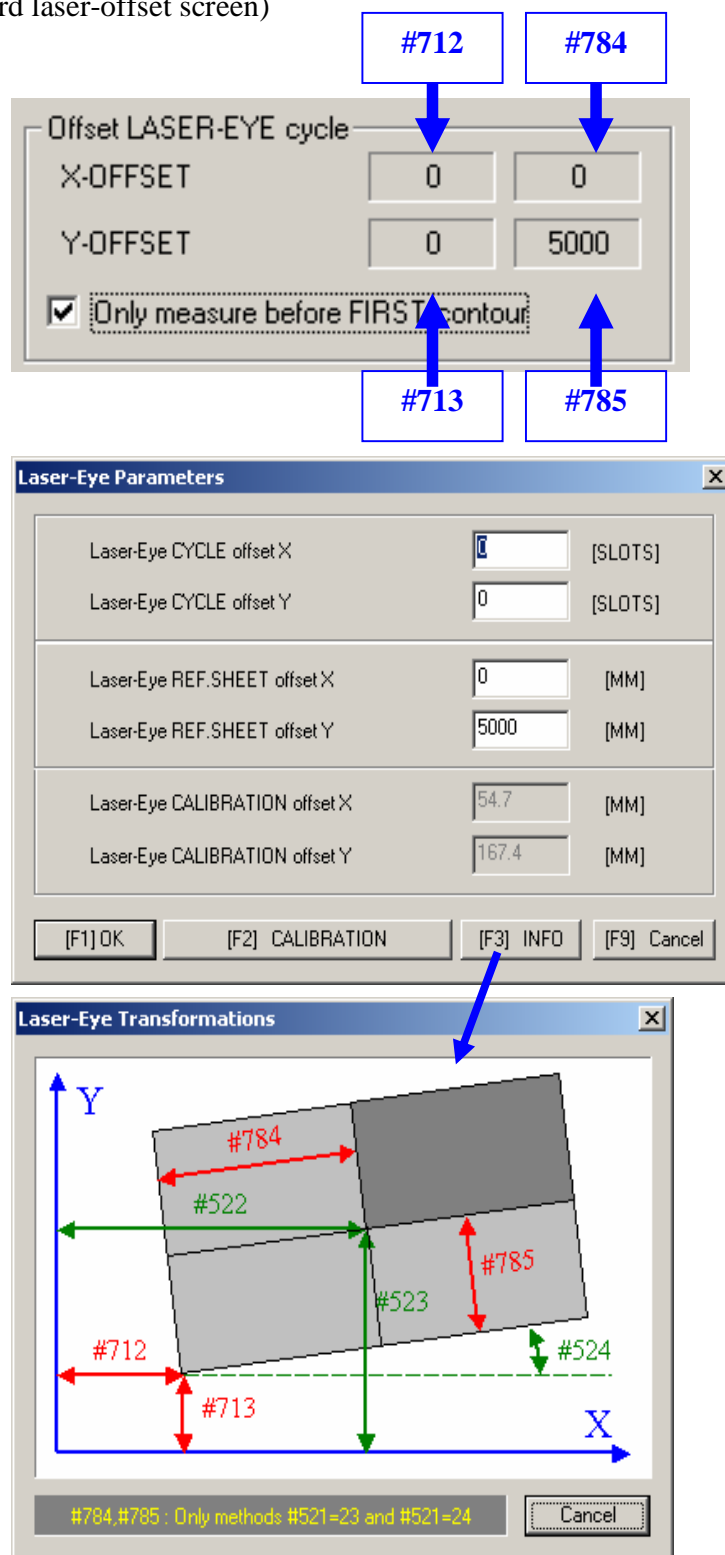 rd laser-offset screen)
#712 #784
Offset LASER-EYE cycle
X-OFFSET 0 0
Y-OFFSET 0 5000
Only measure before FIRST contour
#713 #785
Laser-Eye Parameters
Laser-Eye CYCLE offset X 0 [SLOTS]
Laser-Eye CYCLE offset Y 0 [SLOTS]
Laser-Eye REF.SHEET offset X 0 [MM]
Laser-Eye REF.SHEET offset Y 5000 [MM]
Laser-Eye CALIBRATION offset X 54.7 [MM]
Laser-Eye CALIBRATION offset Y 167.4 [MM]
[F1] OK [F2] CALIBRATION [F3] INFO [F9] Cancel
Laser-Eye Transformations
Y
#784
#522
#785
#523
#712
#524
#713
X
#784,#785 : Only methods #521=23 and #521=24 Cancel